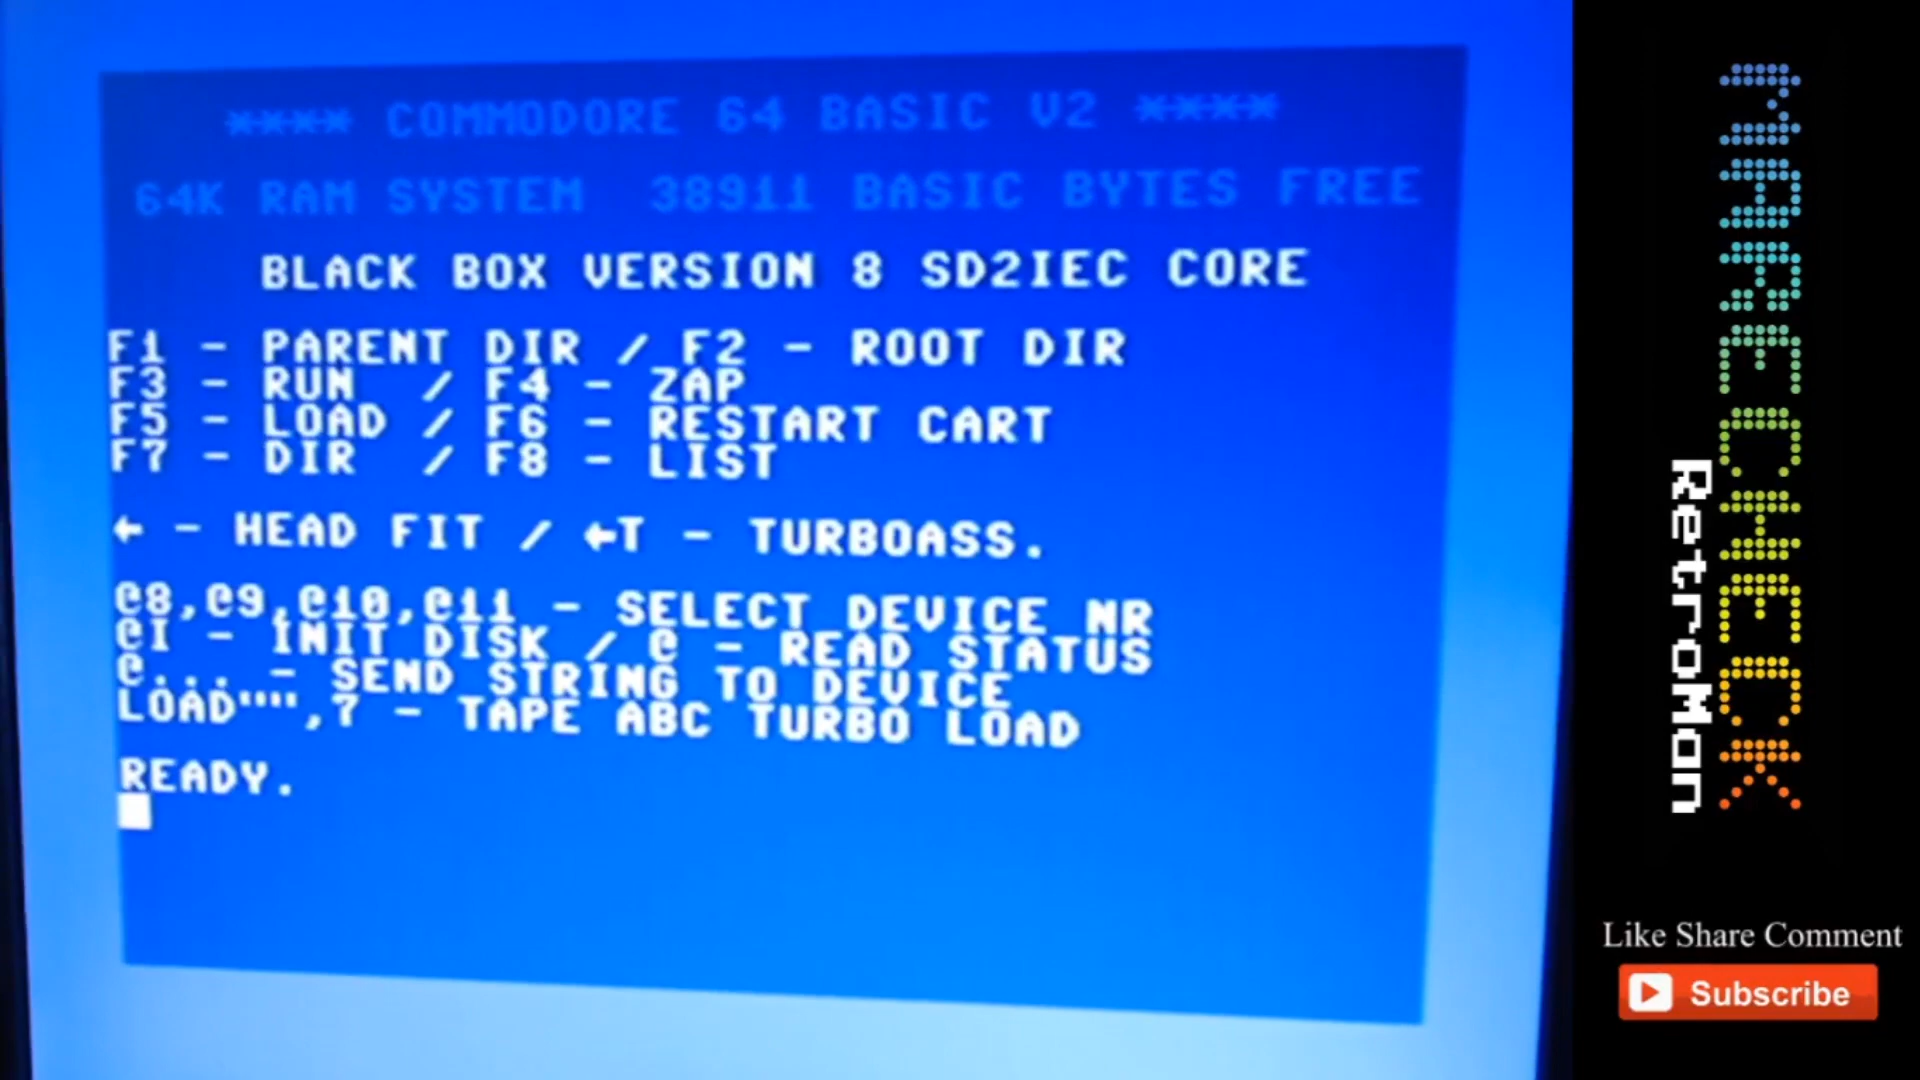 **** COMMODORE 64 BASIC V2 ****
64K RAM SYSTEM  38911 BASIC BYTES FREE
BLACK BOX VERSION 8 SD2IEC CORE
F1 - PARENT DIR / F2 - ROOT DIR
F3 - RUN  / F4 - ZAP
F5 - LOAD / F6 - RESTART CART
F7 - DIR  / F8 - LIST
← - HEAD FIT / ←T - TURBOASS.
@8,@9,@10,@11 - SELECT DEVICE NR
@I - INIT DISK / @ - READ STATUS
@... - SEND STRING TO DEVICE
LOAD"",7 - TAPE ABC TURBO LOAD
READY.
MARECHECK
RetroMan
Like Share Comment
Subscribe